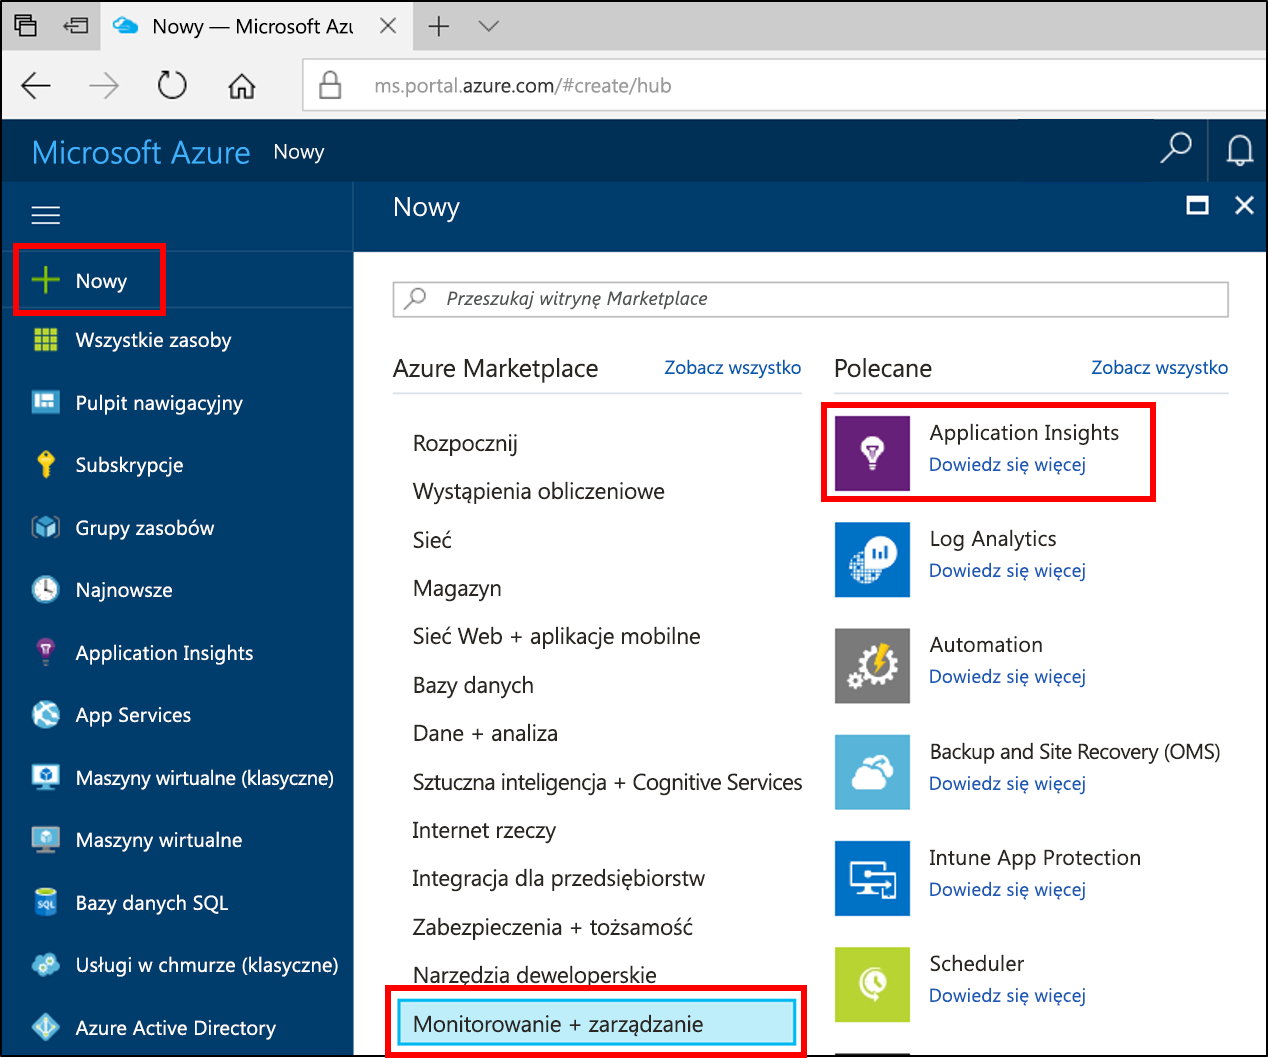 Nowy — Microsoft Azu
ms.portal.azure.com/#create/hub
Microsoft Azure Nowy
Nowy
Nowy
Wszystkie zasoby
Pulpit nawigacyjny
Subskrypcje
Grupy zasobów
Najnowsze
Application Insights
App Services
Maszyny wirtualne (klasyczne)
Maszyny wirtualne
SQL
Bazy danych SQL
Usługi w chmurze (klasyczne)
Azure Active Directory
Przeszukaj witrynę Marketplace
Azure Marketplace Zobacz wszystko
Rozpocznij
Wystąpienia obliczeniowe
Sieć
Magazyn
Sieć Web + aplikacje mobilne
Bazy danych
Dane + analiza
Sztuczna inteligencja + Cognitive Services
Internet rzeczy
Integracja dla przedsiębiorstw
Zabezpieczenia + tożsamość
Narzędzia deweloperskie
Monitorowanie + zarządzanie
Polecane Zobacz wszystko
Application Insights
Dowiedz się więcej
Log Analytics
Dowiedz się więcej
Automation
Dowiedz się więcej
Backup and Site Recovery (OMS)
Dowiedz się więcej
Intune App Protection
Dowiedz się więcej
Scheduler
Dowiedz się więcej